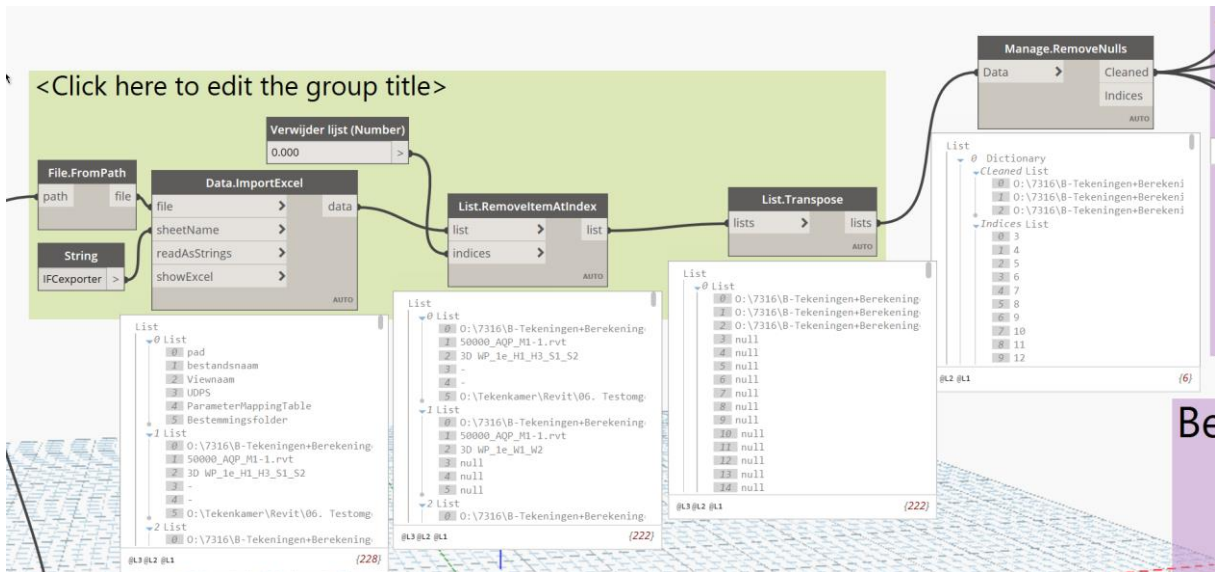 <Click here to edit the group title>
Verwijder lijst (Number)
0.000 >
File.FromPath
path file
String
IFCexporter >
Data.ImportExcel
file > data
sheetName >
readAsStrings >
showExcel >
AUTO
List.RemoveItemAtIndex
list > list
indices >
AUTO
List.Transpose
lists > lists
AUTO
Manage.RemoveNulls
Data > Cleaned
Indices
AUTO
List
0 List
0 pad
1 bestandsnaam
2 Viewnaam
3 UDPS
4 ParameterMappingTable
5 Bestemmingsfolder
1 List
0 O:\7316\B-Tekeningen+Berekening
1 50000_AQP_M1-1.rvt
2 3D WP_1e_H1_H3_S1_S2
3 -
4 -
5 O:\Tekenkamer\Revit\06. Testomg
2 List
0 O:\7316\B-Tekeningen+Berekening
@L3 @L2 @L1 {228}
List
0 List
0 O:\7316\B-Tekeningen+Berekening
1 50000_AQP_M1-1.rvt
2 3D WP_1e_H1_H3_S1_S2
3 -
4 -
5 O:\Tekenkamer\Revit\06. Testomg
1 List
0 O:\7316\B-Tekeningen+Berekening
1 50000_AQP_M1-1.rvt
2 3D WP_1e_W1_W2
3 null
4 null
5 null
2 List
0 O:\7316\B-Tekeningen+Berekening
@L3 @L2 @L1 {222}
List
0 List
0 O:\7316\B-Tekeningen+Berekening
1 O:\7316\B-Tekeningen+Berekening
2 O:\7316\B-Tekeningen+Berekening
3 null
4 null
5 null
6 null
7 null
8 null
9 null
10 null
11 null
12 null
13 null
14 null
@L3 @L2 @L1 {222}
List
0 Dictionary
Cleaned List
0 O:\7316\B-Tekeningen+Berekeni
1 O:\7316\B-Tekeningen+Berekeni
2 O:\7316\B-Tekeningen+Berekeni
Indices List
0 3
1 4
2 5
3 6
4 7
5 8
6 9
7 10
8 11
9 12
@L2 @L1 {6}
Be